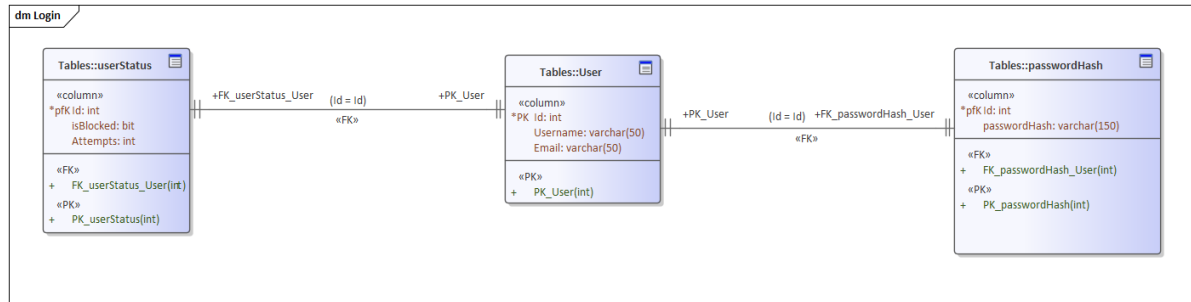 dm Login
Tables::userStatus
«column»
*pfK Id: int
isBlocked: bit
Attempts: int
«FK»
+ FK_userStatus_User(int)
«PK»
+ PK_userStatus(int)
+FK_userStatus_User
(Id = Id)
+PK_User
«FK»
Tables::User
«column»
*PK Id: int
Username: varchar(50)
Email: varchar(50)
«PK»
+ PK_User(int)
+PK_User
(Id = Id)
+FK_passwordHash_User
«FK»
Tables::passwordHash
«column»
*pfK Id: int
passwordHash: varchar(150)
«FK»
+ FK_passwordHash_User(int)
«PK»
+ PK_passwordHash(int)